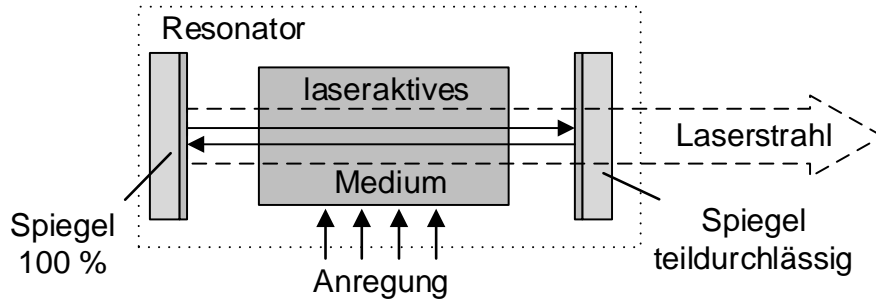 Resonator
laseraktives
Medium
Laserstrahl
Spiegel
100 %
Anregung
Spiegel
teildurchlässig